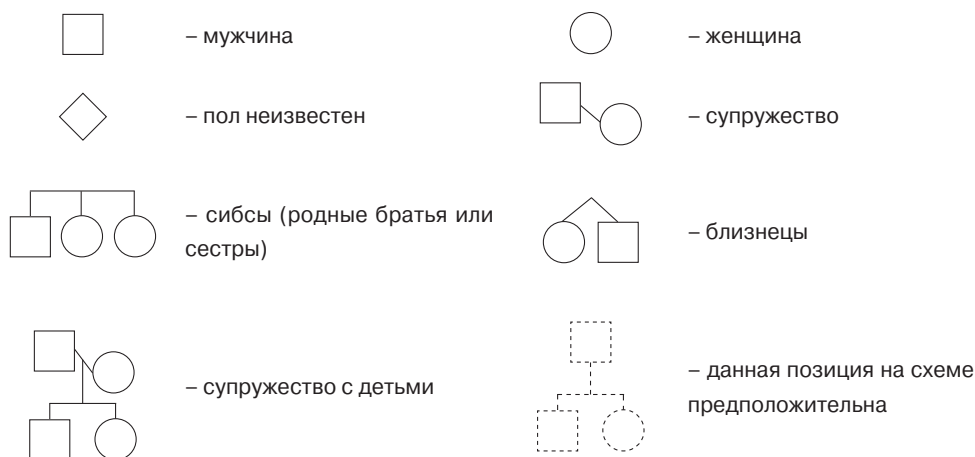 – мужчина
– женщина
– пол неизвестен
– супружество
– сибсы (родные братья или
сестры)
– близнецы
– супружество с детьми
– данная позиция на схеме
предположительна